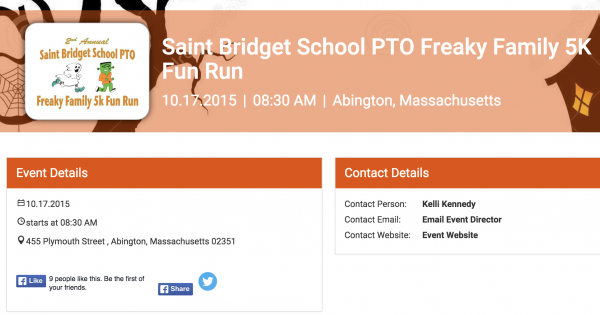 2nd Annual
Saint Bridget School PTO
Freaky Family 5k Fun Run
Saint Bridget School PTO Freaky Family 5K
Fun Run
10.17.2015 | 08:30 AM | Abington, Massachusetts
Event Details
10.17.2015
starts at 08:30 AM
455 Plymouth Street , Abington, Massachusetts 02351
Like
9 people like this. Be the first of
your friends.
Share
Contact Details
Contact Person: Kelli Kennedy
Contact Email: Email Event Director
Contact Website: Event Website